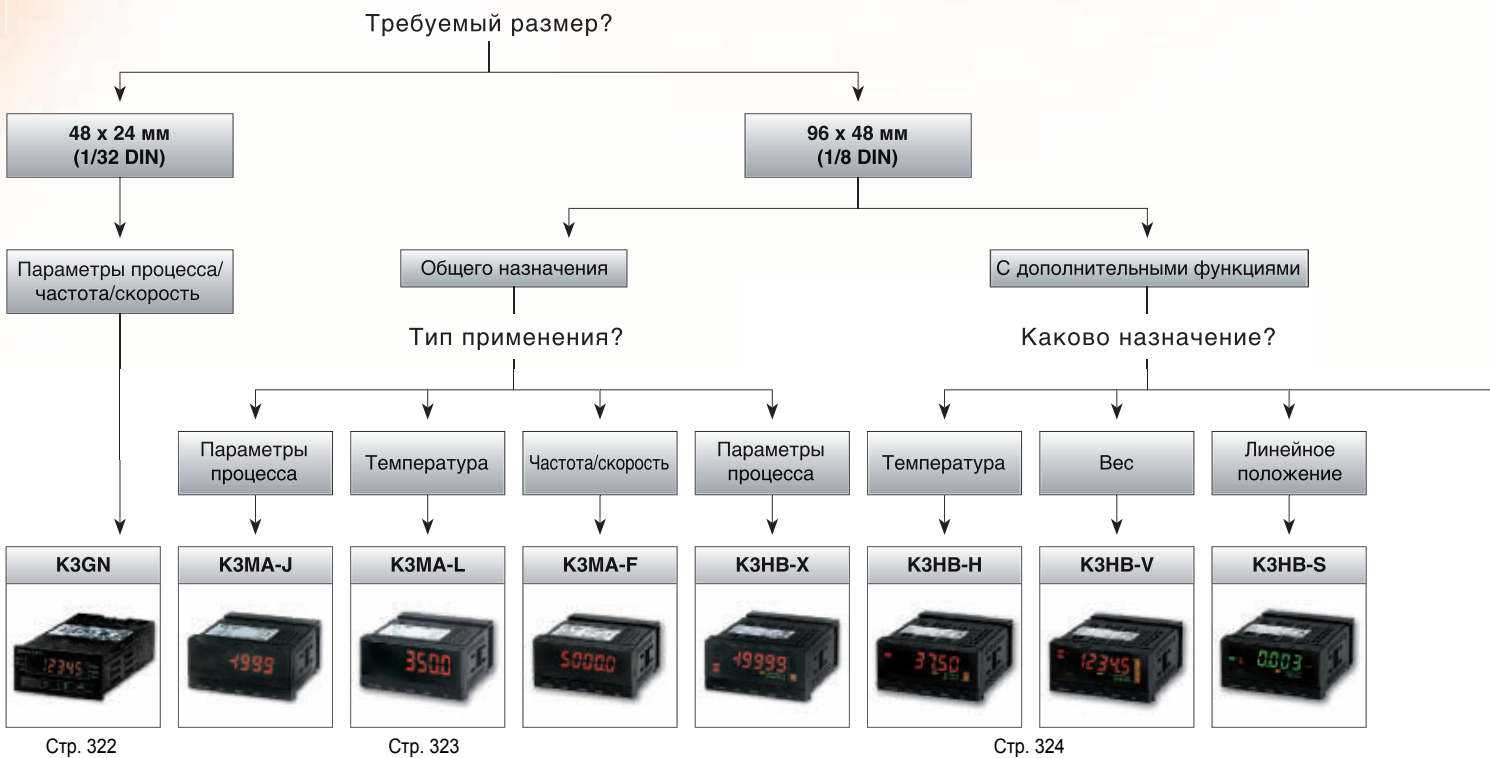 Требуемый размер?
48 x 24 мм
(1/32 DIN)
96 x 48 мм
(1/8 DIN)
Параметры процесса/
частота/скорость
Общего назначения
С дополнительными функциями
Тип применения?
Каково назначение?
Параметры
процесса
Температура
Частота/скорость
Параметры
процесса
Температура
Вес
Линейное
положение
K3GN
K3MA-J
K3MA-L
K3MA-F
K3HB-X
K3HB-H
K3HB-V
K3HB-S
12345
-1999
350.0
5000.0
19999
37.50
1234.5
0.003
Стр. 322
Стр. 323
Стр. 324